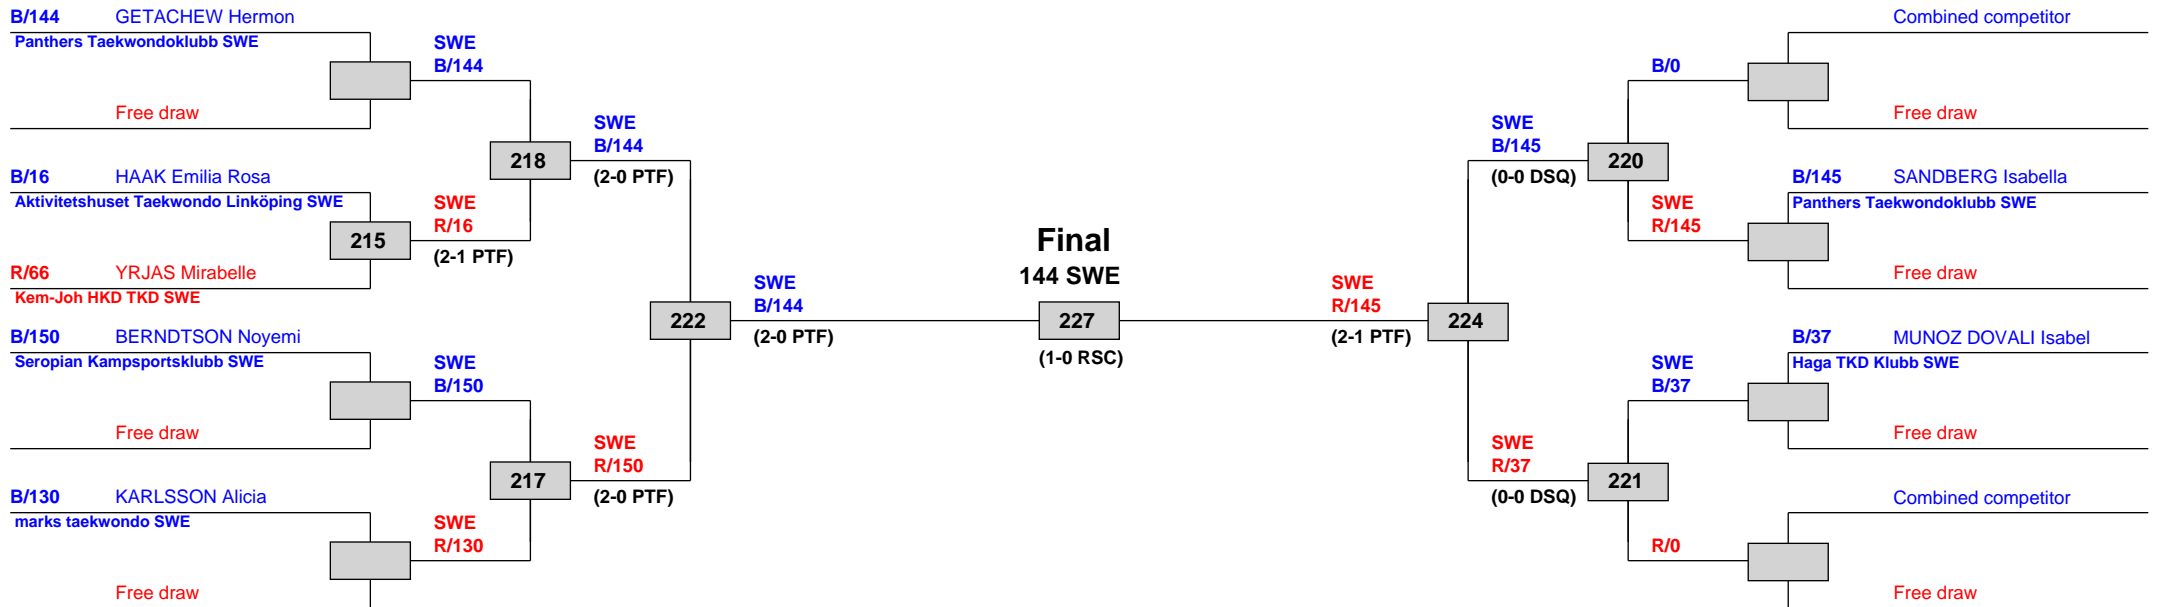 B/144 GETACHEW Hermon
Panthers Taekwondoklubb SWE
Free draw
B/16 HAAK Emilia Rosa
Aktivitetshuset Taekwondo Linköping SWE
R/66 YRJAS Mirabelle
Kem-Joh HKD TKD SWE
B/150 BERNDTSON Noyemi
Seropian Kampsportsklubb SWE
Free draw
B/130 KARLSSON Alicia
marks taekwondo SWE
Free draw
SWE
B/144
215
SWE
R/16
(2-1 PTF)
SWE
B/150
SWE
R/130
218
SWE
B/144
(2-0 PTF)
217
SWE
R/150
(2-0 PTF)
222
SWE
B/144
(2-0 PTF)
Final
144 SWE
227
(1-0 RSC)
SWE
R/145
(2-1 PTF)
224
SWE
B/145
(0-0 DSQ)
220
SWE
R/37
(0-0 DSQ)
221
B/0
SWE
R/145
SWE
B/37
R/0
Combined competitor
Free draw
B/145 SANDBERG Isabella
Panthers Taekwondoklubb SWE
Free draw
B/37 MUNOZ DOVALI Isabel
Haga TKD Klubb SWE
Free draw
Combined competitor
Free draw